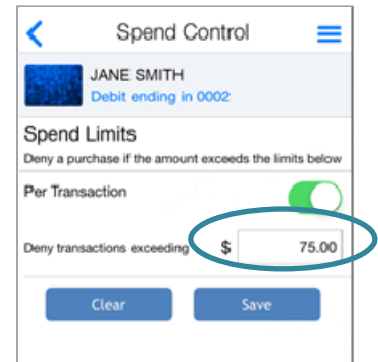 Spend Control
JANE SMITH
Debit ending in 0002:
Spend Limits
Deny a purchase if the amount exceeds the limits below
Per Transaction
Deny transactions exceeding $ 75.00
Clear Save